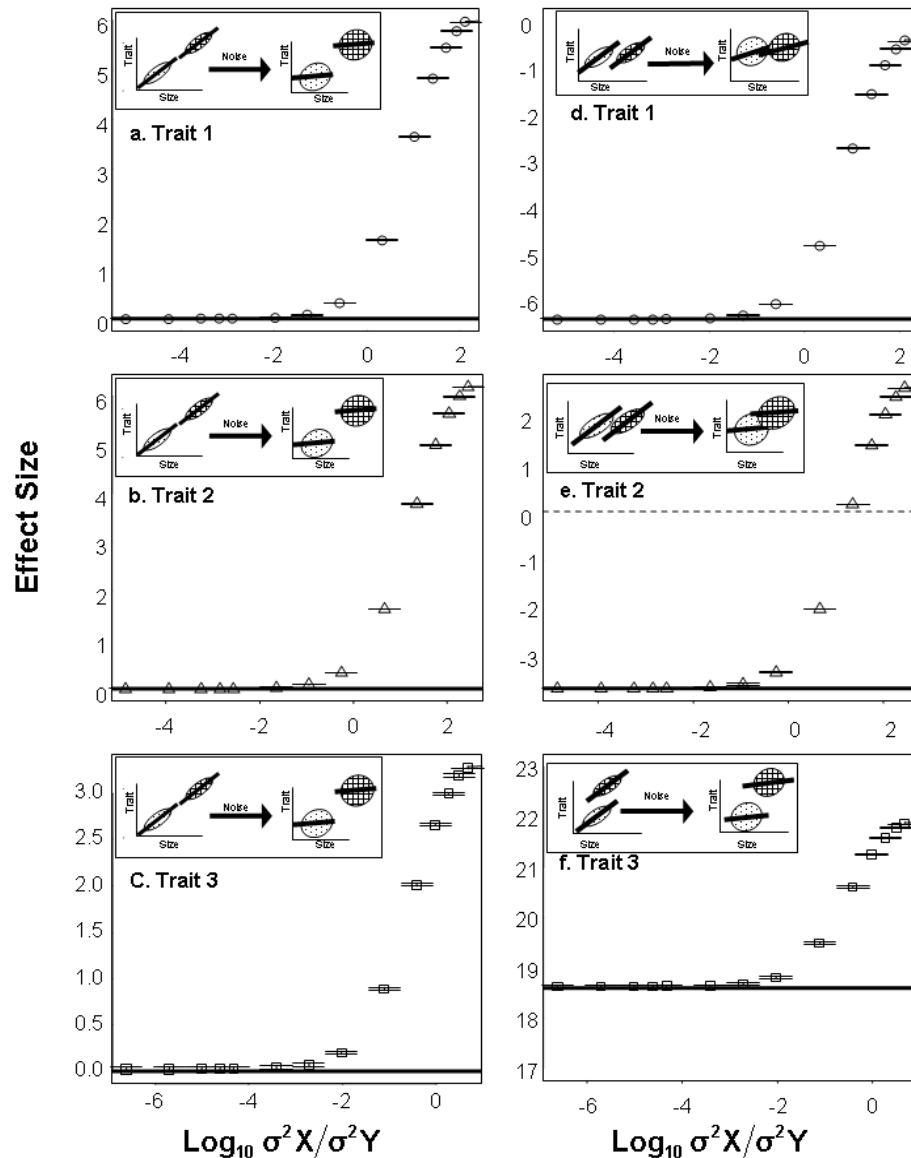 Effect Size
6
5
4
3
2
1
0
-4
-2
0
2
Trait
Size
Noise
Size
a. Trait 1
6
5
4
3
2
1
0
-4
-2
0
2
Trait
Size
Noise
Trait
Size
b. Trait 2
3.0
2.5
2.0
1.5
1.0
0.5
0.0
-6
-4
-2
0
Trait
Size
Noise
Trait
Size
C. Trait 3
Log₁₀ σ²X/σ²Y
0
-1
-2
-3
-4
-5
-6
-4
-2
0
2
Trait
Size
Noise
Trait
Size
d. Trait 1
2
1
0
-1
-2
-3
-4
-2
0
2
Trait
Size
Noise
Trait
Size
e. Trait 2
23
22
21
20
19
18
17
-6
-4
-2
0
Trait
Size
Noise
Trait
Size
f. Trait 3
Log₁₀ σ²X/σ²Y